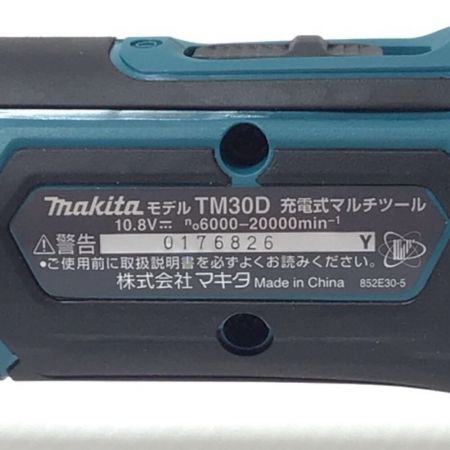 makita モデル TM30D 充電式マルチツール
10.8V⎓ n₀6000-20000min⁻¹
⚠警告 0176826 Y
•ご使用前に取扱説明書を必ずよくお読みください。
株式会社マキタ Made in China 852E30-5